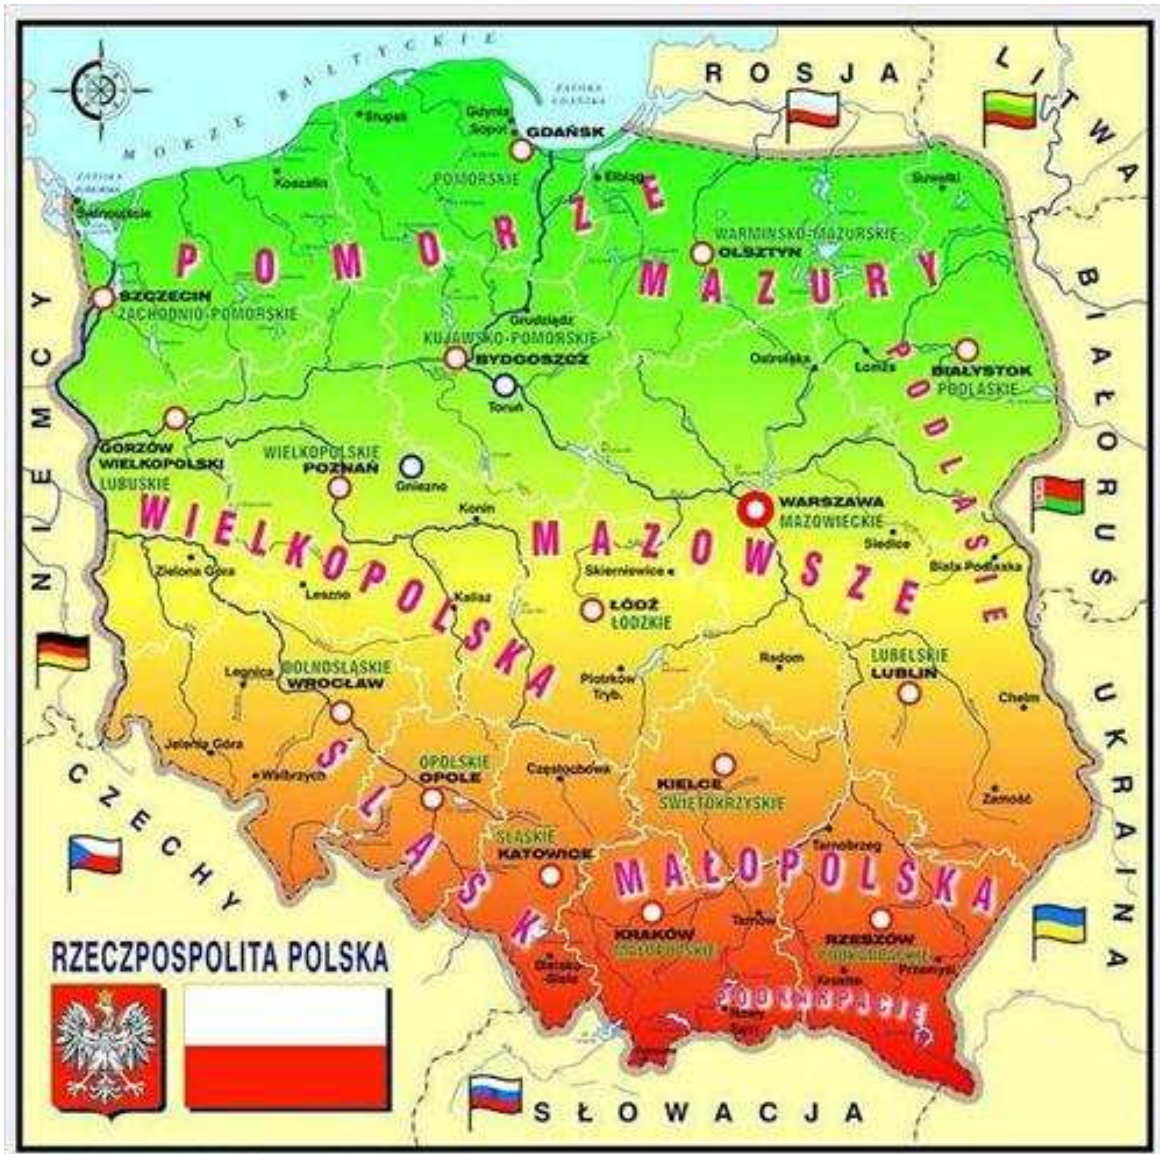 MORZE BAŁTYCKIE
ZATOKA
GDAŃSKA
ROSJA
LITWA
Słupsk
Gdynia
Sopot
GDAŃSK
POMORSKIE
Koszalin
Elbląg
Suwałki
Świnoujście
POMORZE
WARMIŃSKO-MAZURSKIE
OLSZTYN
MAZURY
SZCZECIN
ZACHODNIO-POMORSKIE
Grudziądz
KUJAWSKO-POMORSKIE
BYDGOSZCZ
Toruń
Ostrołęka
Łomża
BIAŁYSTOK
PODLASKIE
PODLASIE
BIAŁORUŚ
NIEMCY
GORZÓW
WIELKOPOLSKI
LUBUSKIE
WIELKOPOLSKIE
POZNAŃ
Gniezno
Konin
WARSZAWA
MAZOWIECKIE
WIELKOPOLSKA
MAZOWSZE
Siedlce
Biała Podlaska
Zielona Góra
Leszno
Kalisz
Skierniewice
ŁÓDŹ
ŁÓDZKIE
Legnica
DOLNOŚLĄSKIE
WROCŁAW
Piotrków
Tryb.
Radom
LUBELSKIE
LUBLIN
Chełm
UKRAINA
Jelenia Góra
Wałbrzych
ŚLĄSK
OPOLSKIE
OPOLE
Częstochowa
KIELCE
ŚWIĘTOKRZYSKIE
Zamość
CZECHY
ŚLĄSKIE
KATOWICE
Tarnobrzeg
MAŁOPOLSKA
KRAKÓW
MAŁOPOLSKIE
Tarnów
RZESZÓW
PODKARPACKIE
Przemyśl
Bielsko-
Biała
Krosno
PODKARPACIE
Nowy
Sącz
RZECZPOSPOLITA POLSKA
SŁOWACJA